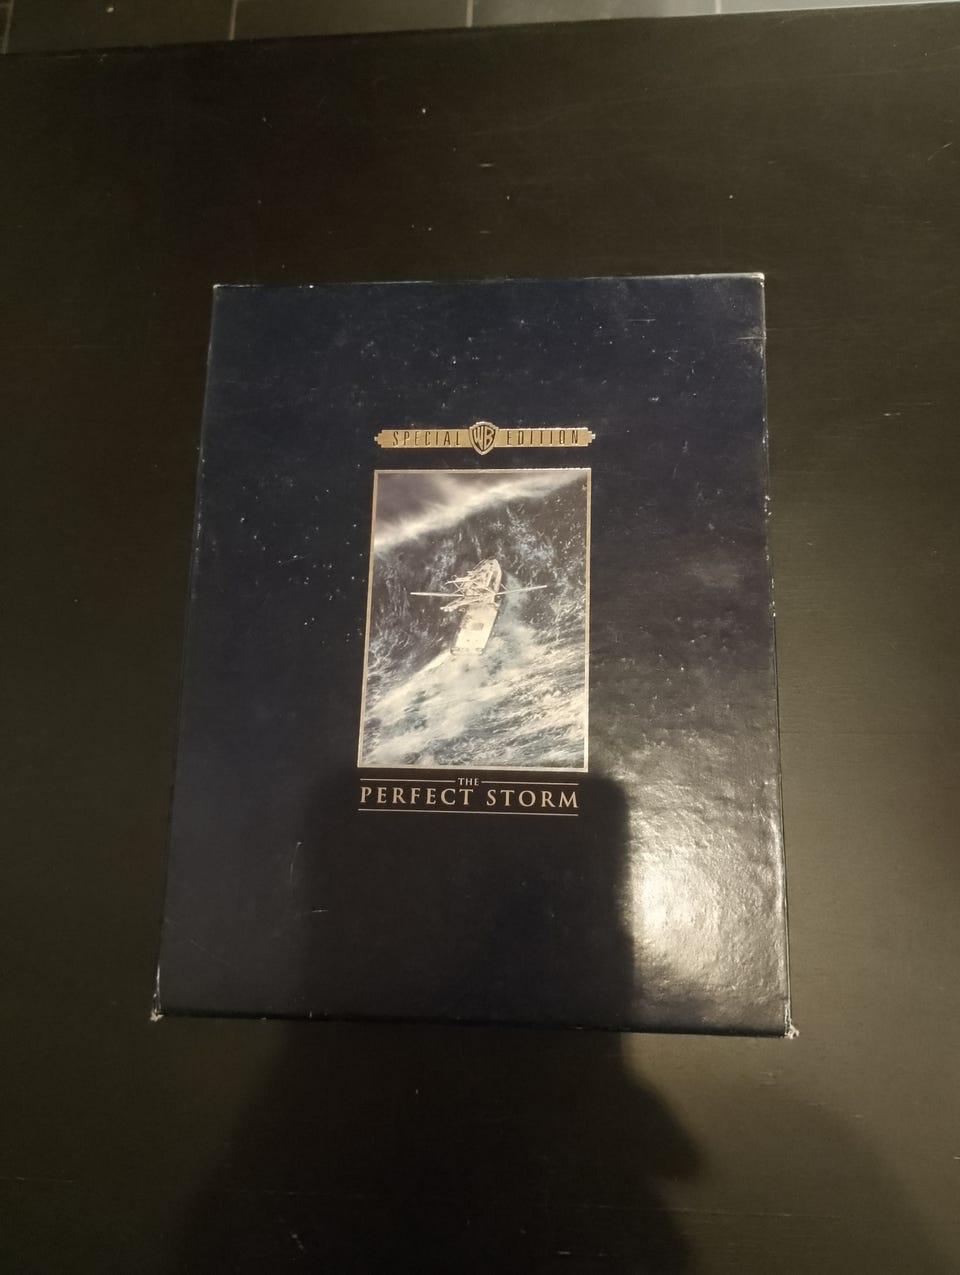 SPECIAL WB EDITION
THE
PERFECT STORM